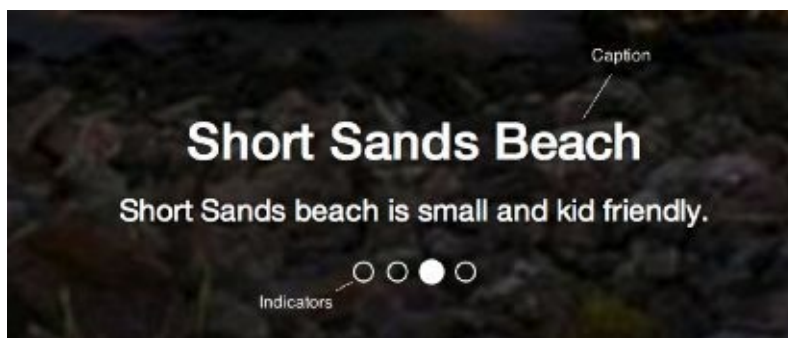 Caption
Short Sands Beach
Short Sands beach is small and kid friendly.
Indicators